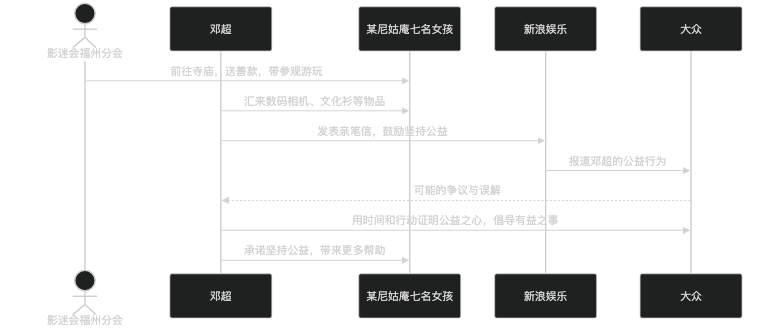 影迷会福州分会
邓超
某尼姑庵七名女孩
新浪娱乐
大众
前往寺庙，送善款，带参观游玩
汇来数码相机、文化衫等物品
发表亲笔信，鼓励坚持公益
报道邓超的公益行为
可能的争议与误解
用时间和行动证明公益之心，倡导有益之事
承诺坚持公益，带来更多帮助
影迷会福州分会
邓超
某尼姑庵七名女孩
新浪娱乐
大众